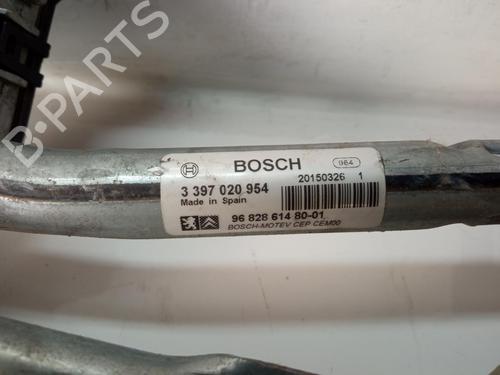 B-PARTS
BOSCH
964
3 397 020 954
20150326 1
Made in Spain
96 828 614 80-01
BOSCH-MOTEV CEP CEM00